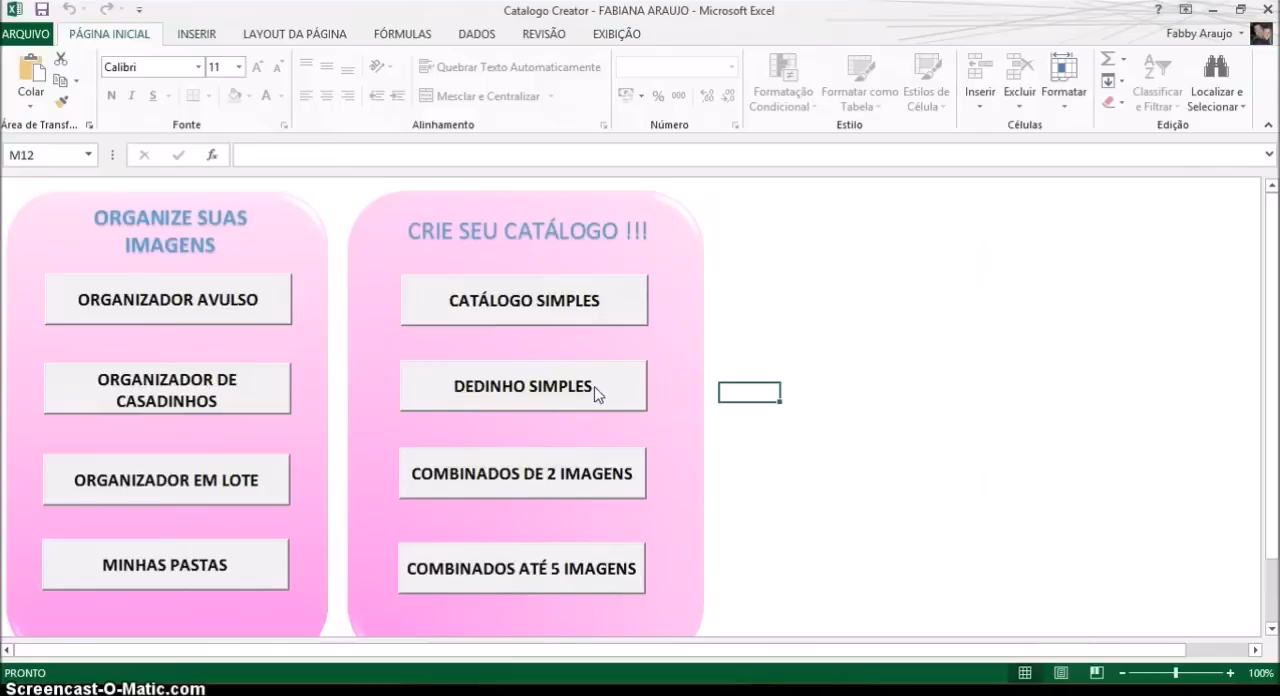 Catalogo Creator - FABIANA ARAUJO - Microsoft Excel
ARQUIVO PÁGINA INICIAL INSERIR LAYOUT DA PÁGINA FÓRMULAS DADOS REVISÃO EXIBIÇÃO Fabby Araujo
Colar
Calibri 11
N I S
Quebrar Texto Automaticamente
Mesclar e Centralizar
% 000
Formatação Condicional
Formatar como Tabela
Estilos de Célula
Inserir Excluir Formatar
Classificar e Filtrar
Localizar e Selecionar
Área de Transf... Fonte Alinhamento Número Estilo Células Edição
M12 fx
ORGANIZE SUAS
IMAGENS
ORGANIZADOR AVULSO
ORGANIZADOR DE
CASADINHOS
ORGANIZADOR EM LOTE
MINHAS PASTAS
CRIE SEU CATÁLOGO !!!
CATÁLOGO SIMPLES
DEDINHO SIMPLES
COMBINADOS DE 2 IMAGENS
COMBINADOS ATÉ 5 IMAGENS
PRONTO 100%
Screencast-O-Matic.com